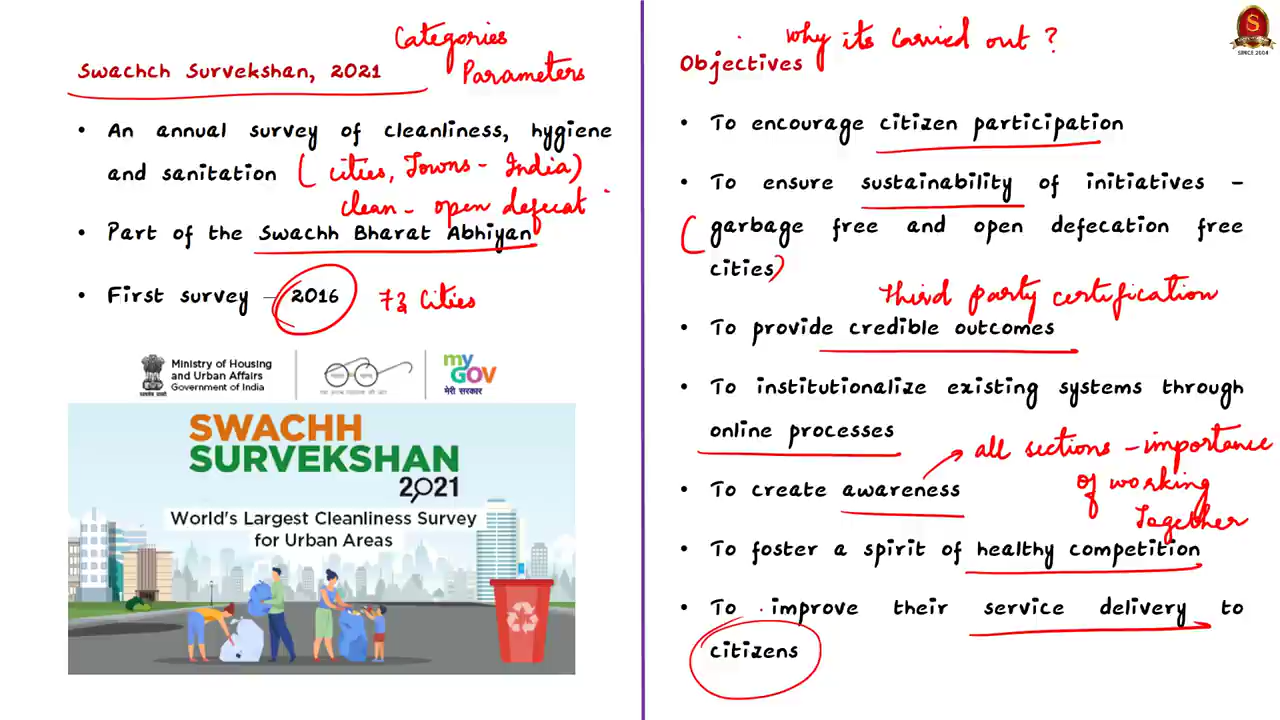 Categories
Swachch Survekshan, 2021
Parameters
• An annual survey of cleanliness, hygiene
and sanitation (cities, Towns - India)
clean - open defecat
• Part of the Swachh Bharat Abhiyan
• First survey - 2016 73 Cities
Ministry of Housing
and Urban Affairs
Government of India
सत्यमेव जयते
my
GOV
मेरी सरकार
SWACHH
SURVEKSHAN
2021
World's Largest Cleanliness Survey
for Urban Areas
Why its Carried out ?
Objectives
• To encourage citizen participation
• To ensure sustainability of initiatives -
(garbage free and open defecation free
cities)
Third party certification
• To provide credible outcomes
• To institutionalize existing systems through
online processes
all sections - importance
of working
Together
• To create awareness
• To foster a spirit of healthy competition
• To improve their service delivery to
citizens
S
SINCE 2004